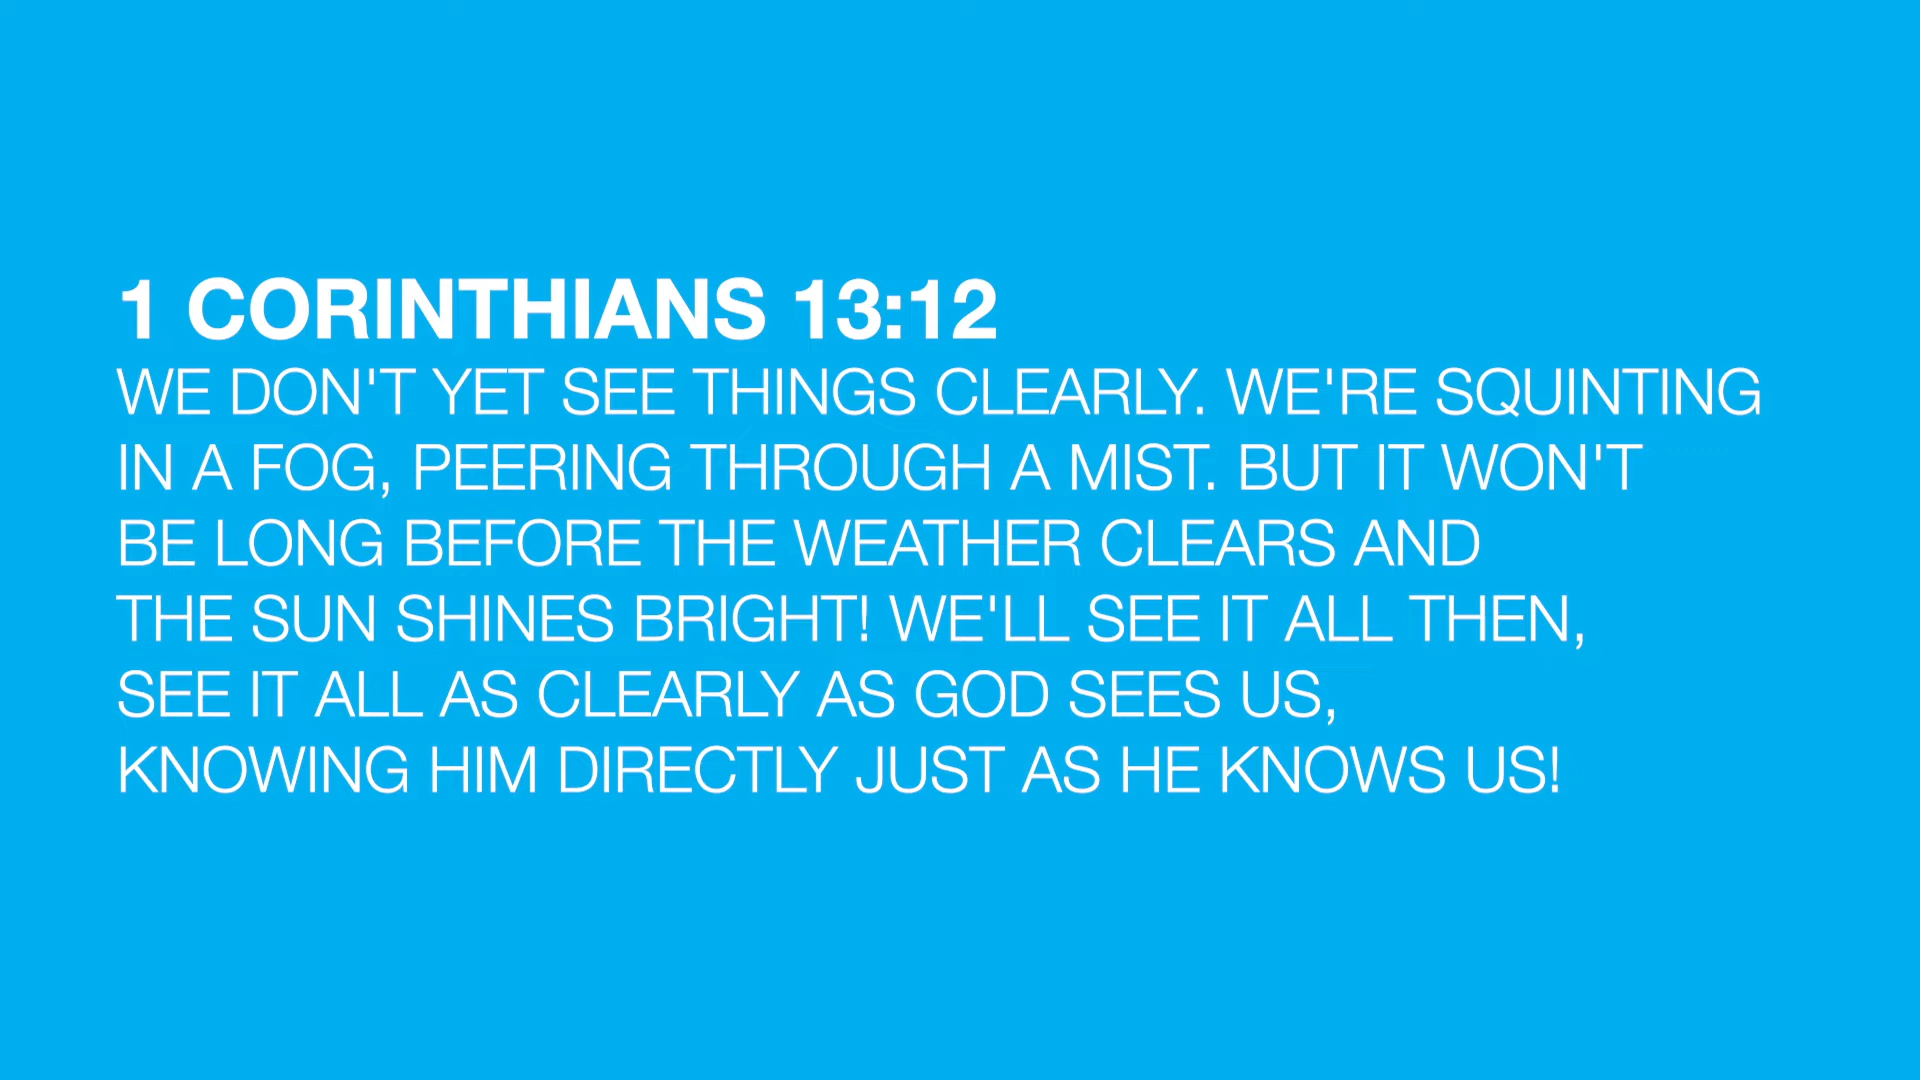 1 CORINTHIANS 13:12
WE DON'T YET SEE THINGS CLEARLY. WE'RE SQUINTING
IN A FOG, PEERING THROUGH A MIST. BUT IT WON'T
BE LONG BEFORE THE WEATHER CLEARS AND
THE SUN SHINES BRIGHT! WE'LL SEE IT ALL THEN,
SEE IT ALL AS CLEARLY AS GOD SEES US,
KNOWING HIM DIRECTLY JUST AS HE KNOWS US!